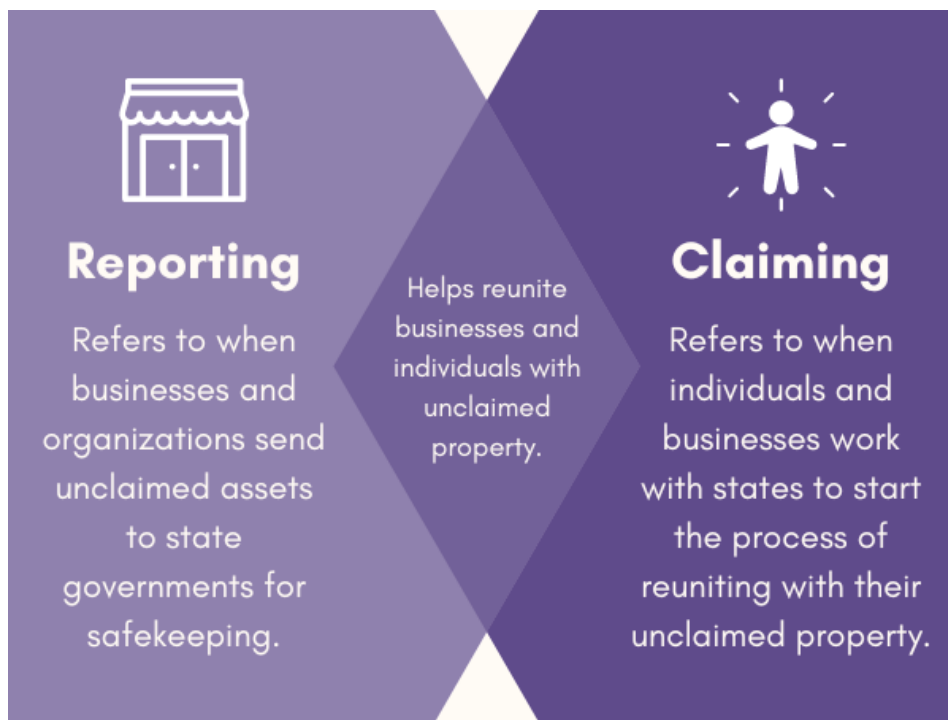 Reporting
Refers to when
businesses and
organizations send
unclaimed assets
to state
governments for
safekeeping.
Helps reunite
businesses and
individuals with
unclaimed
property.
Claiming
Refers to when
individuals and
businesses work
with states to start
the process of
reuniting with their
unclaimed property.